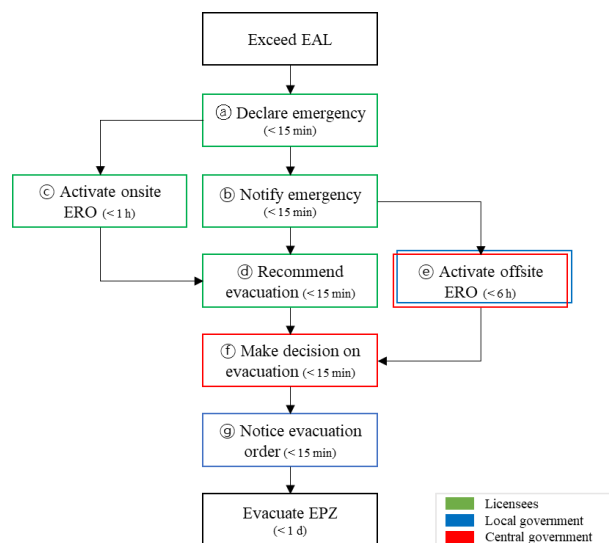 Exceed EAL
ⓐ Declare emergency
(< 15 min)
ⓒ Activate onsite
ERO (< 1 h)
ⓑ Notify emergency
(< 15 min)
ⓓ Recommend
evacuation (< 15 min)
ⓔ Activate offsite
ERO (< 6 h)
ⓕ Make decision on
evacuation (< 15 min)
ⓖ Notice evacuation
order (< 15 min)
Evacuate EPZ
(< 1 d)
Licensees
Local government
Central government